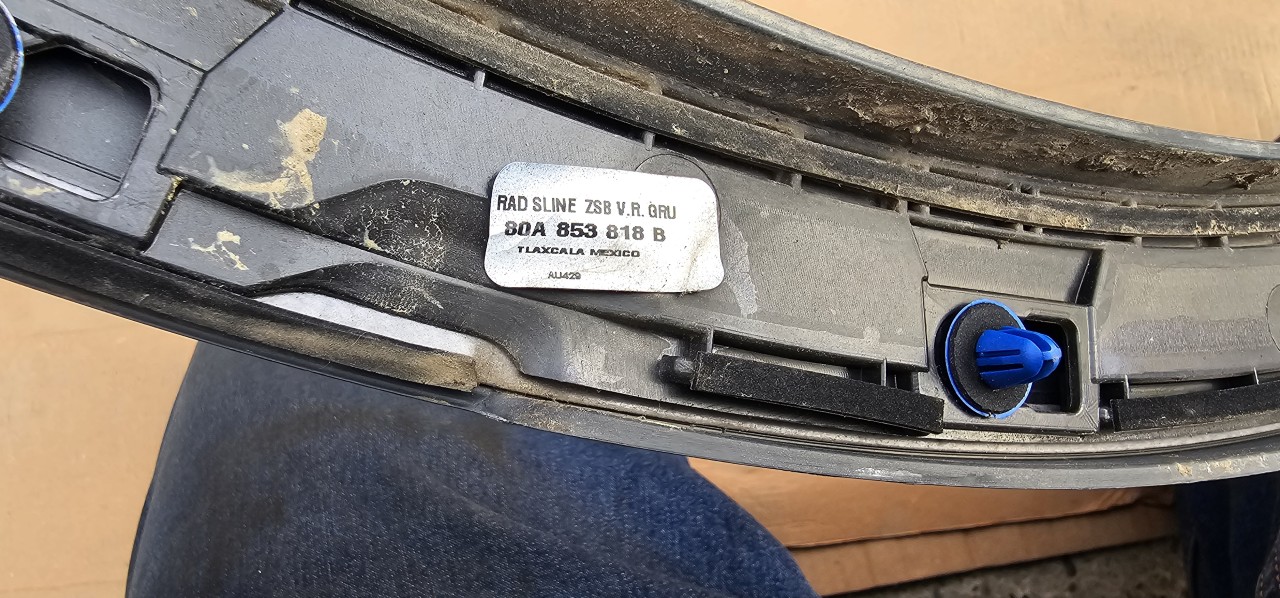 RAD SLINE ZSB V.R. GRU
80A 853 818 B
TLAXCALA MEXICO
AU429